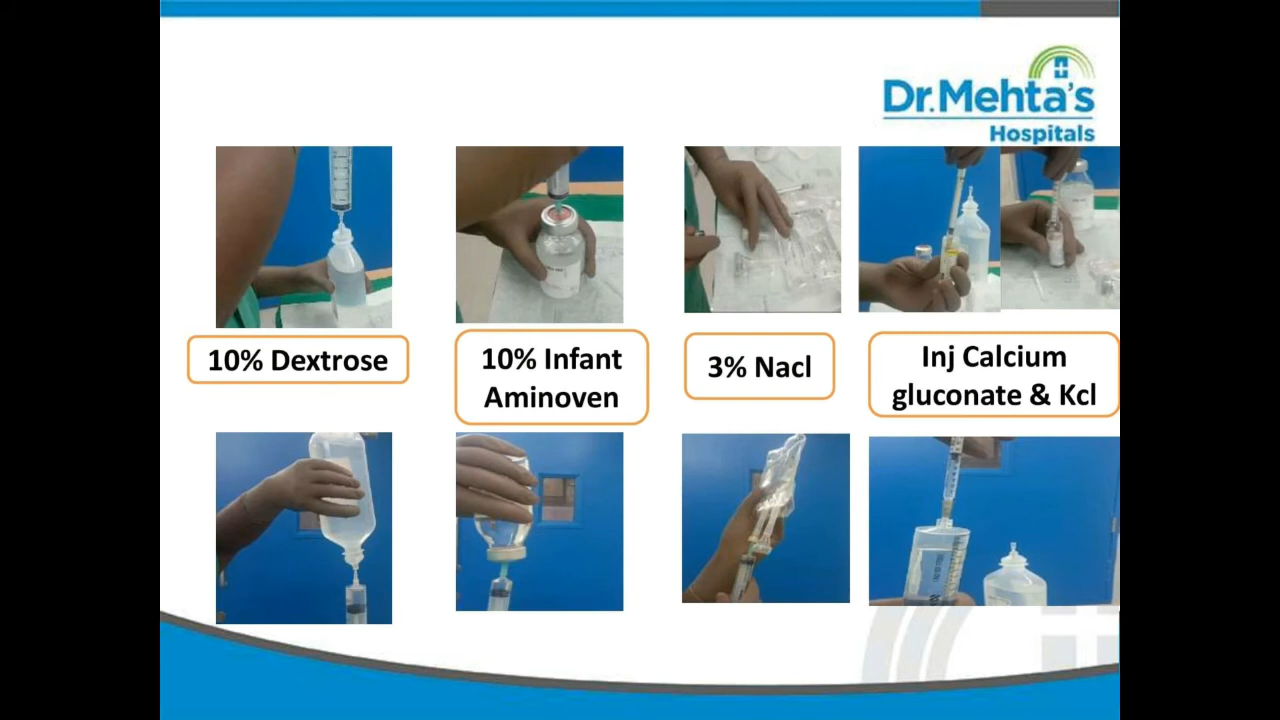 Dr.Mehta's
Hospitals
10% Dextrose
10% Infant
Aminoven
3% Nacl
Inj Calcium
gluconate & Kcl